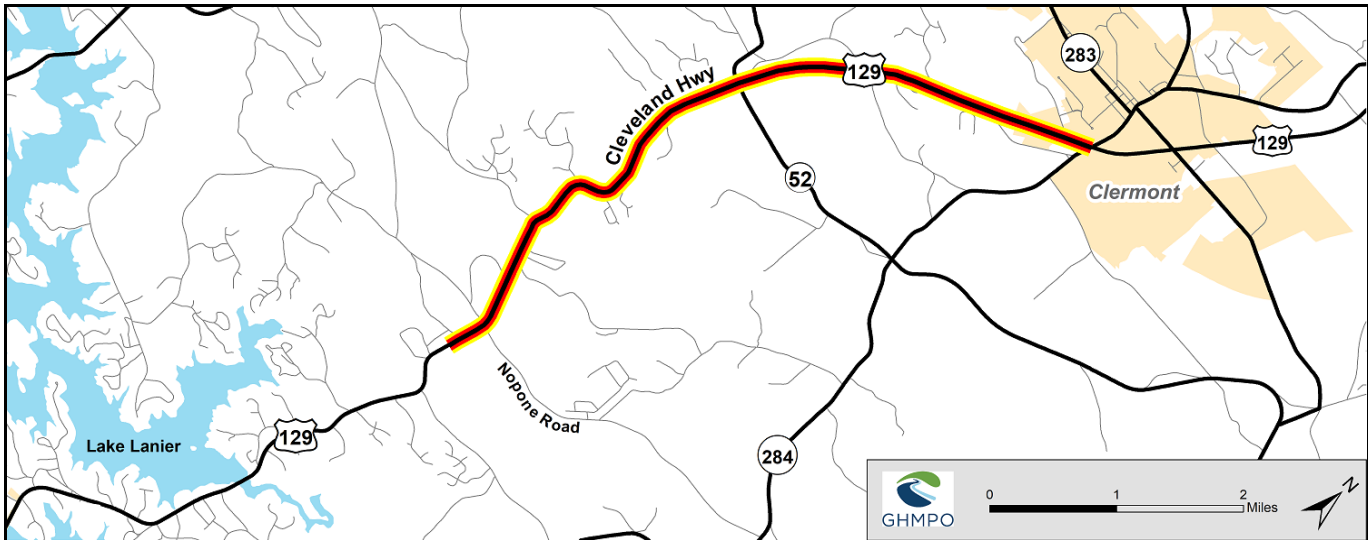 283
Cleveland Hwy
129
129
52
Clermont
Nopone Road
129
Lake Lanier
284
GHMPO
0 1 2
Miles
N